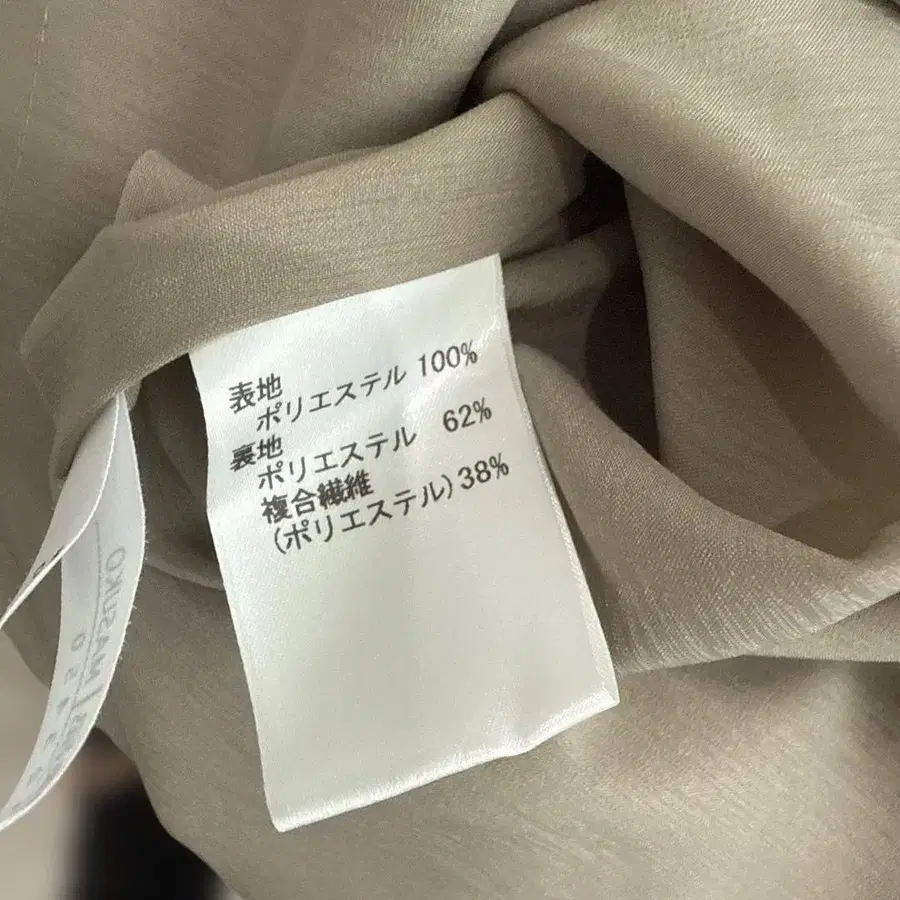 表地
ポリエステル 100%
裏地
ポリエステル 62%
複合繊維
(ポリエステル) 38%